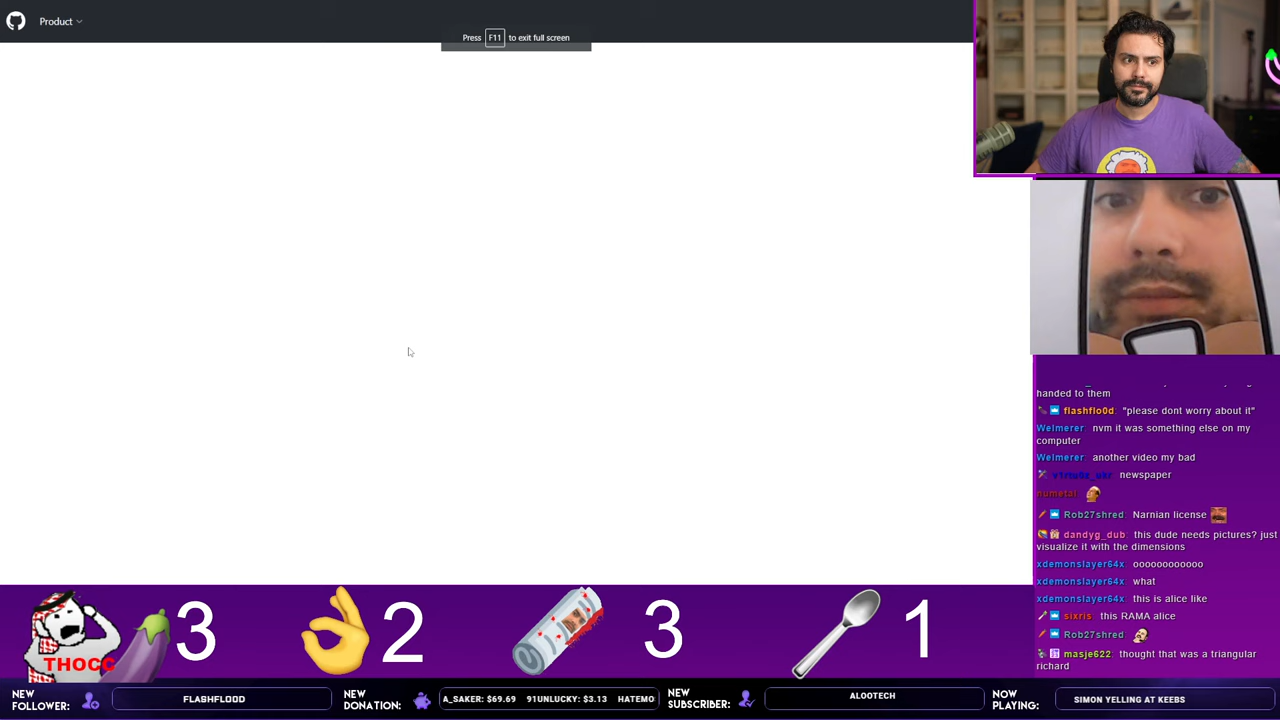 Product
Press F11 to exit full screen
handed to them
flashflo0d: "please dont worry about it"
Welmerer: nvm it was something else on my
computer
Welmerer: another video my bad
newspaper
numetal
Rob27shred: Narnian license
dandyg_dub: this dude needs pictures? just
visualize it with the dimensions
xdemonslayer64x: oooooooooooo
xdemonslayer64x: what
xdemonslayer64x: this is alice like
sixris: this RAMA alice
Rob27shred:
masje622: thought that was a triangular
richard
THOCC
3
2
3
1
NEW
FOLLOWER:
FLASHFLOOD
NEW
DONATION:
A_SAKER: $69.69 91UNLUCKY: $3.13 HATEMO
NEW
SUBSCRIBER:
ALOOTECH
NOW
PLAYING:
SIMON YELLING AT KEEBS